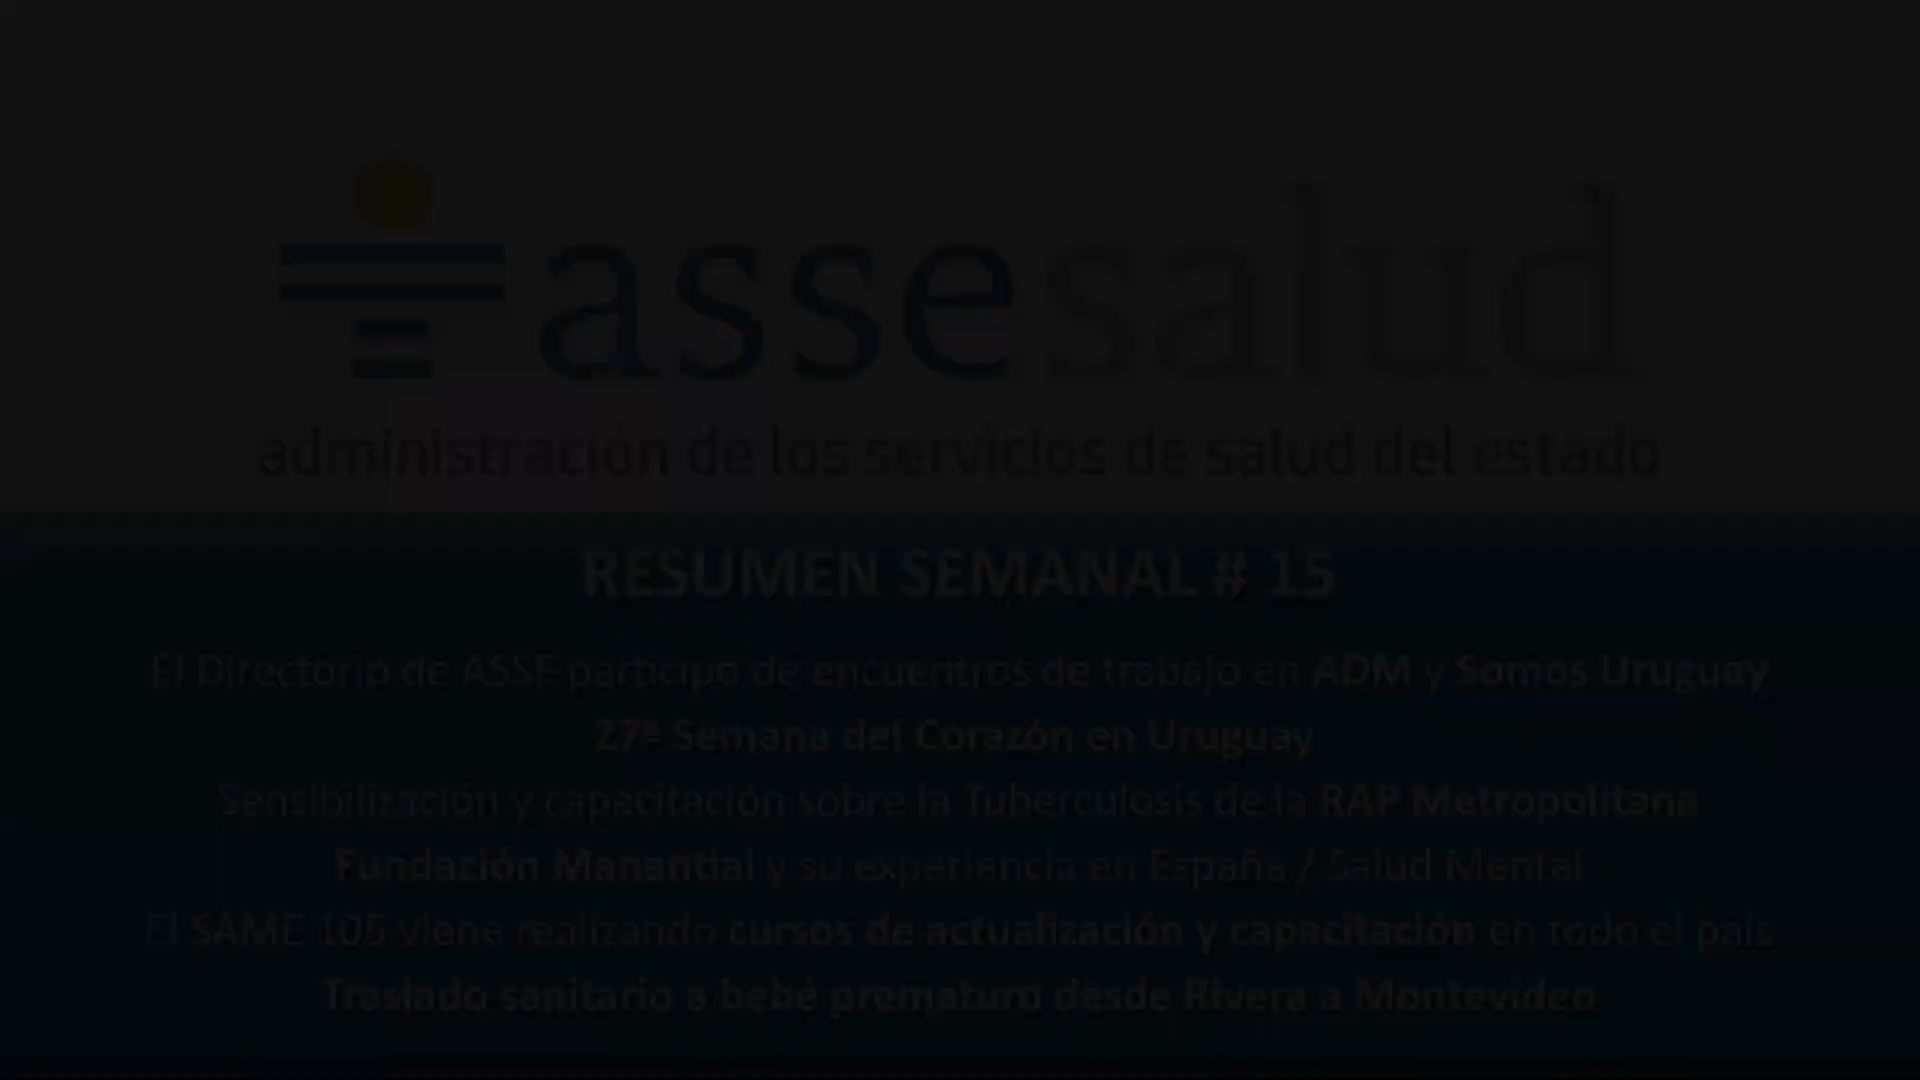 assesalud
administración de los servicios de salud del estado
RESUMEN SEMANAL # 15
El Directorio de ASSE participó de encuentros de trabajo en ADM y Somos Uruguay
27ª Semana del Corazón en Uruguay
Sensibilización y capacitación sobre la Tuberculosis de la RAP Metropolitana
Fundación Manantial y su experiencia en España / Salud Mental
El SAME 105 viene realizando cursos de actualización y capacitación en todo el país
Traslado sanitario a bebé prematuro desde Rivera a Montevideo